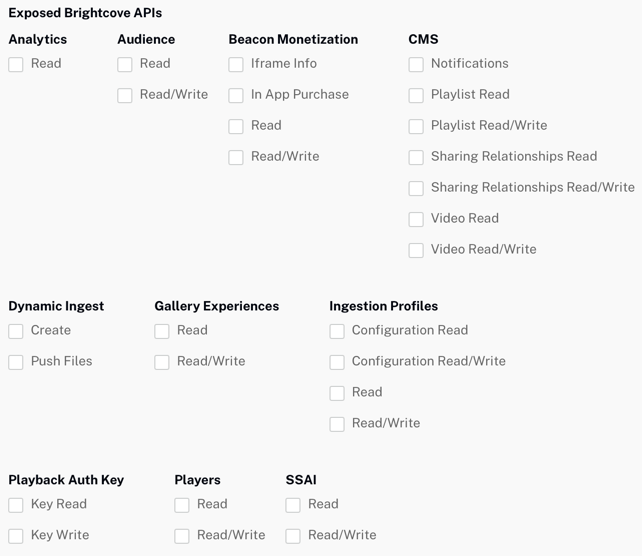 Exposed Brightcove APIs
Analytics
Read
Audience
Read
Read/Write
Beacon Monetization
Iframe Info
In App Purchase
Read
Read/Write
CMS
Notifications
Playlist Read
Playlist Read/Write
Sharing Relationships Read
Sharing Relationships Read/Write
Video Read
Video Read/Write
Dynamic Ingest
Create
Push Files
Gallery Experiences
Read
Read/Write
Ingestion Profiles
Configuration Read
Configuration Read/Write
Read
Read/Write
Playback Auth Key
Key Read
Key Write
Players
Read
Read/Write
SSAI
Read
Read/Write